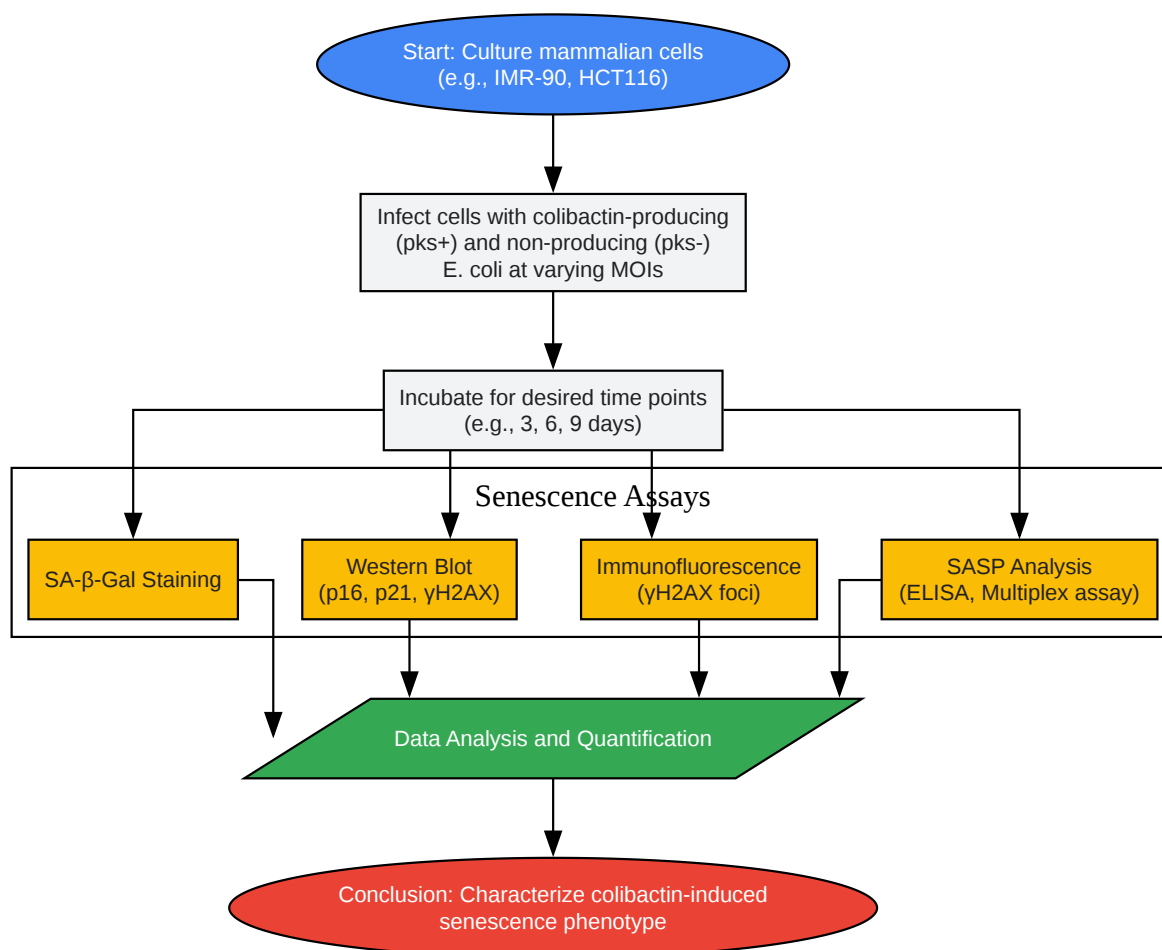 Start: Culture mammalian cells
(e.g., IMR-90, HCT116)
Infect cells with colibactin-producing
(pks+) and non-producing (pks-)
E. coli at varying MOIs
Incubate for desired time points
(e.g., 3, 6, 9 days)
Senescence Assays
SA-β-Gal Staining
Western Blot
(p16, p21, γH2AX)
Immunofluorescence
(γH2AX foci)
SASP Analysis
(ELISA, Multiplex assay)
Data Analysis and Quantification
Conclusion: Characterize colibactin-induced
senescence phenotype